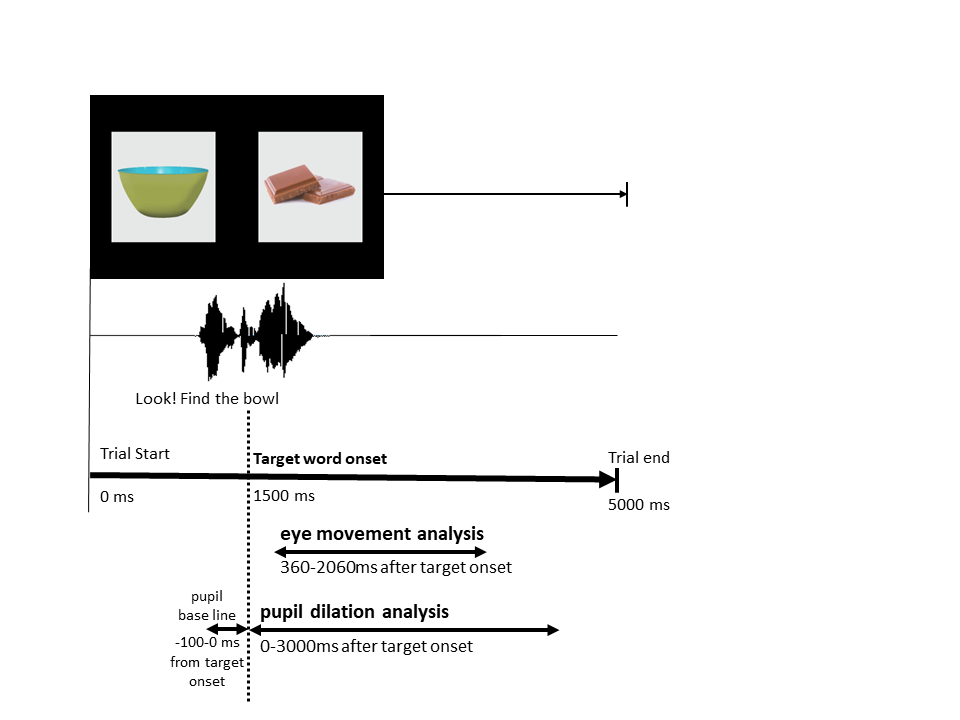 Look! Find the bowl
Trial Start
Target word onset
Trial end
0 ms
1500 ms
5000 ms
eye movement analysis
360-2060ms after target onset
pupil
base line
pupil dilation analysis
-100-0 ms
from target
onset
0-3000ms after target onset